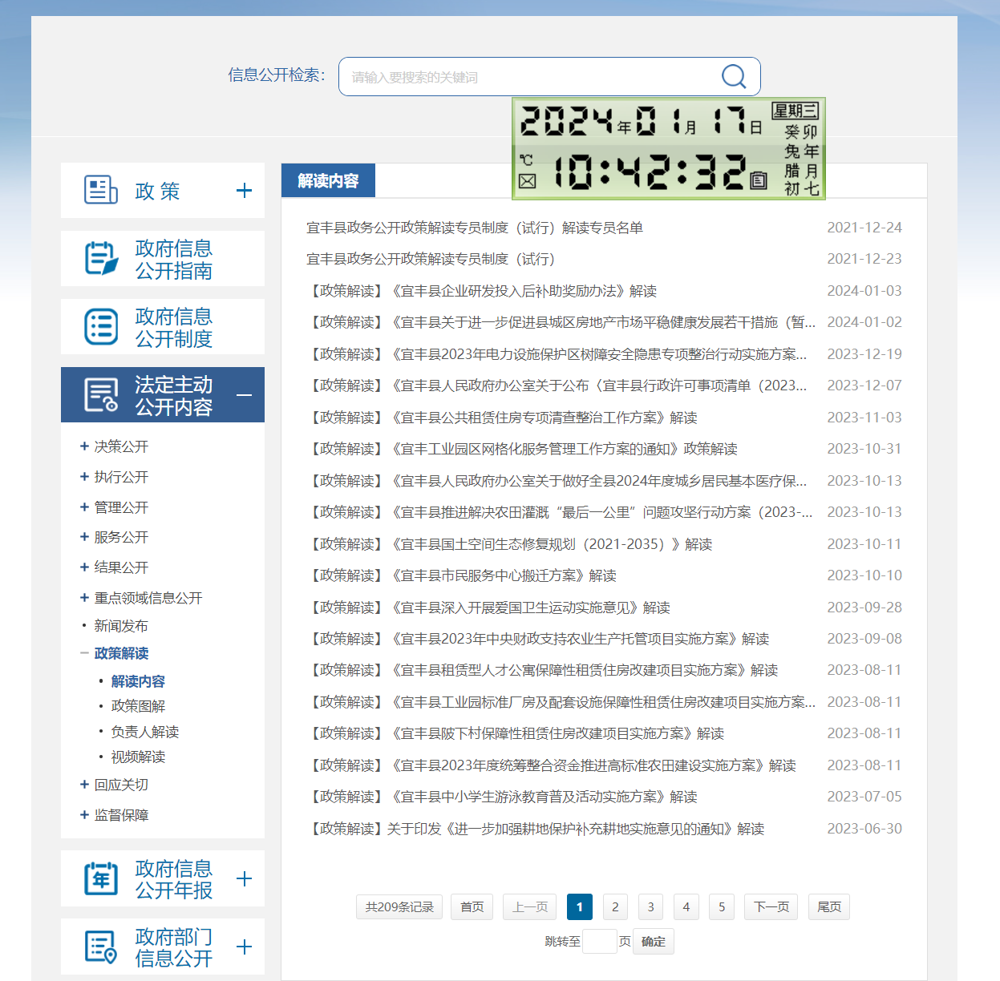 信息公开检索：
请输入要搜索的关键词
2024年01月17日 星期三
癸卯
兔年
腊月
初七
℃
10:42:32
政 策
政府信息
公开指南
政府信息
公开制度
法定主动
公开内容
决策公开
执行公开
管理公开
服务公开
结果公开
重点领域信息公开
新闻发布
政策解读
解读内容
政策图解
负责人解读
视频解读
回应关切
监督保障
年
政府信息
公开年报
政府部门
信息公开
解读内容
宜丰县政务公开政策解读专员制度（试行）解读专员名单 2021-12-24
宜丰县政务公开政策解读专员制度（试行） 2021-12-23
【政策解读】《宜丰县企业研发投入后补助奖励办法》解读 2024-01-03
【政策解读】《宜丰县关于进一步促进县城区房地产市场平稳健康发展若干措施（暂... 2024-01-02
【政策解读】《宜丰县2023年电力设施保护区树障安全隐患专项整治行动实施方案... 2023-12-19
【政策解读】《宜丰县人民政府办公室关于公布〈宜丰县行政许可事项清单（2023... 2023-12-07
【政策解读】《宜丰县公共租赁住房专项清查整治工作方案》解读 2023-11-03
【政策解读】《宜丰工业园区网格化服务管理工作方案的通知》政策解读 2023-10-31
【政策解读】《宜丰县人民政府办公室关于做好全县2024年度城乡居民基本医疗保... 2023-10-13
【政策解读】《宜丰县推进解决农田灌溉“最后一公里”问题攻坚行动方案（2023-... 2023-10-13
【政策解读】《宜丰县国土空间生态修复规划（2021-2035）》解读 2023-10-11
【政策解读】《宜丰县市民服务中心搬迁方案》解读 2023-10-10
【政策解读】《宜丰县深入开展爱国卫生运动实施意见》解读 2023-09-28
【政策解读】《宜丰县2023年中央财政支持农业生产托管项目实施方案》解读 2023-09-08
【政策解读】《宜丰县租赁型人才公寓保障性租赁住房改建项目实施方案》解读 2023-08-11
【政策解读】《宜丰县工业园标准厂房及配套设施保障性租赁住房改建项目实施方案... 2023-08-11
【政策解读】《宜丰县陂下村保障性租赁住房改建项目实施方案》解读 2023-08-11
【政策解读】《宜丰县2023年度统筹整合资金推进高标准农田建设实施方案》解读 2023-08-11
【政策解读】《宜丰县中小学生游泳教育普及活动实施方案》解读 2023-07-05
【政策解读】关于印发《进一步加强耕地保护补充耕地实施意见的通知》解读 2023-06-30
共209条记录 首页 上一页 1 2 3 4 5 下一页 尾页
跳转至 页 确定